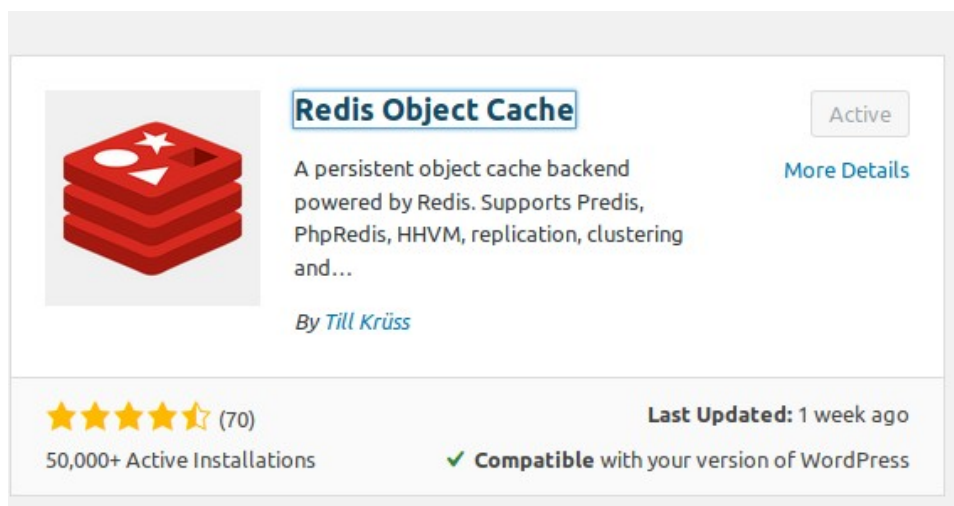 Redis Object Cache
Active
A persistent object cache backend
More Details
powered by Redis. Supports Predis,
PhpRedis, HHVM, replication, clustering
and…
By Till Krüss
(70)
Last Updated: 1 week ago
50,000+ Active Installations
Compatible with your version of WordPress